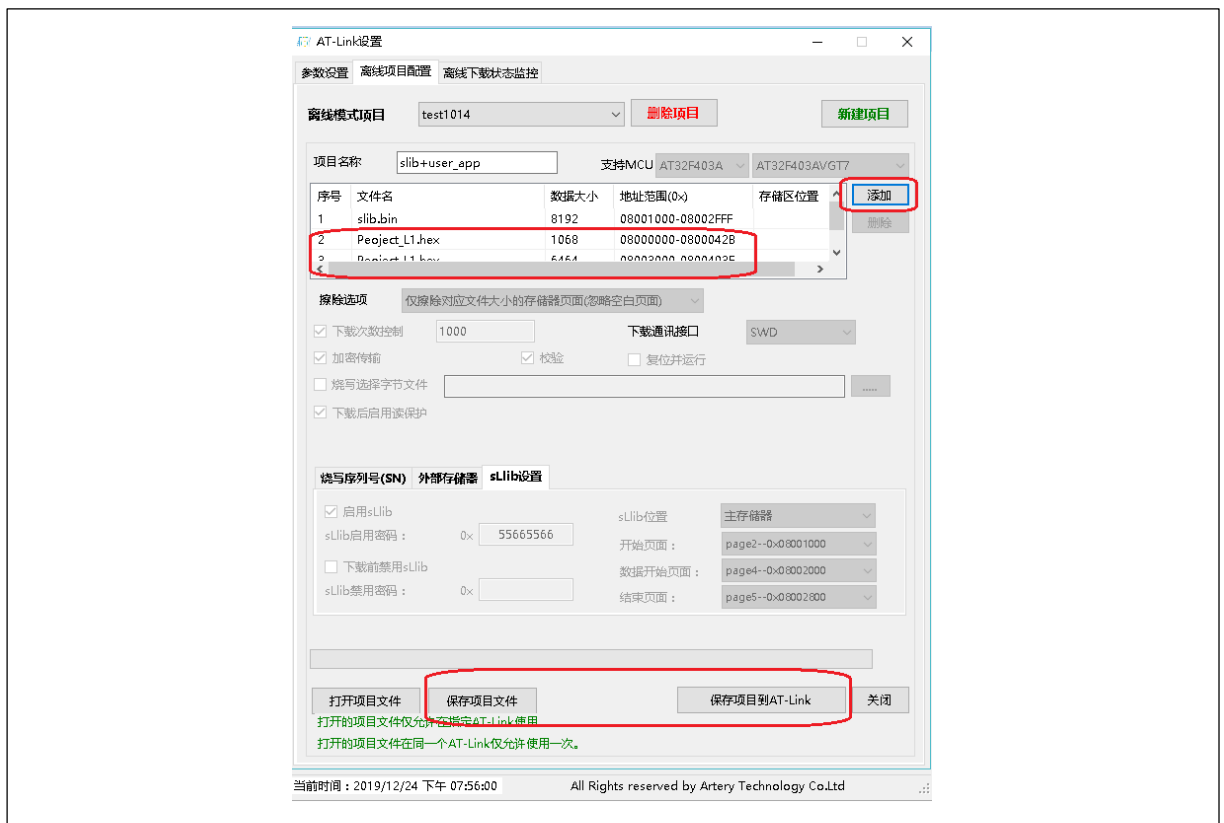 AT-Link设置
参数设置 离线项目配置 离线下载状态监控
离线模式项目 test1014 删除项目 新建项目
项目名称 slib+user_app 支持MCU AT32F403A AT32F403AVGT7
序号 文件名 数据大小 地址范围(0x) 存储区位置 添加
1 slib.bin 8192 08001000-08002FFF 删除
2 Peoject_L1.hex 1068 08000000-0800042B
擦除选项 仅擦除对应文件大小的存储器页面(忽略空白页面)
下载次数控制 1000 下载通讯接口 SWD
加密传输 校验 复位并运行
烧写选择字节文件 .....
下载后启用读保护
烧写序列号(SN) 外部存储器 sLlib设置
启用sLlib sLlib位置 主存储器
sLlib启用密码： 0x 55665566 开始页面： page2--0x08001000
下载前禁用sLlib 数据开始页面： page4--0x08002000
sLlib禁用密码： 0x 结束页面： page5--0x08002800
打开项目文件 保存项目文件 保存项目到AT-Link 关闭
打开的项目文件仅允许在指定AT-Link使用
打开的项目文件在同一个AT-Link仅允许使用一次。
当前时间：2019/12/24 下午 07:56:00 All Rights reserved by Artery Technology Co.Ltd